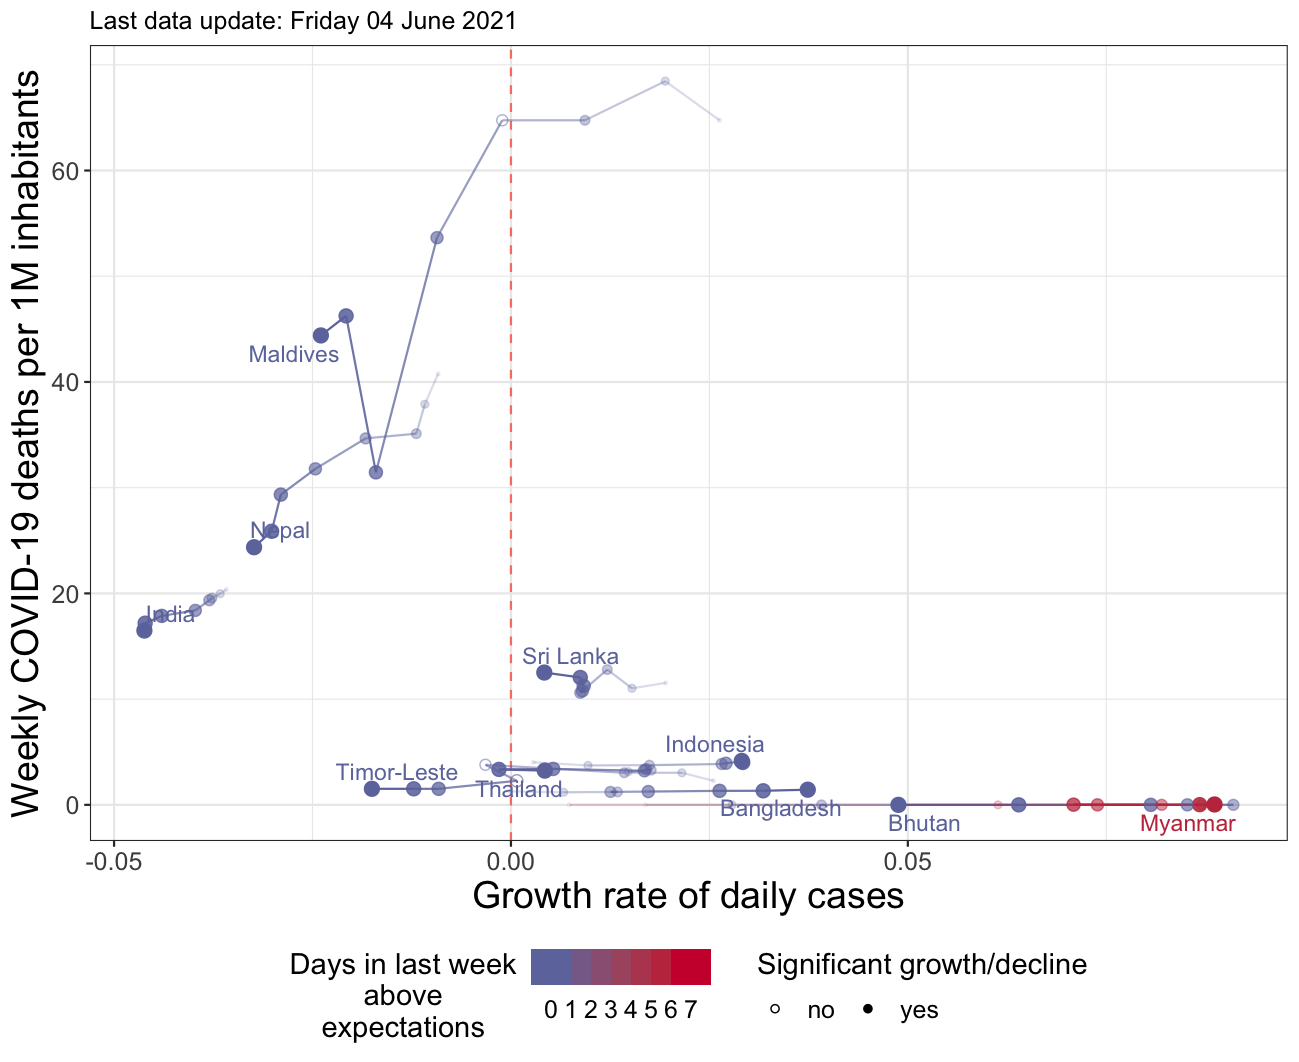 Last data update: Friday 04 June 2021
Weekly COVID-19 deaths per 1M inhabitants
60
40
20
0
Maldives
Nepal
India
Sri Lanka
Indonesia
Timor-Leste
Thailand
Bangladesh
Bhutan
Myanmar
-0.05
0.00
0.05
Growth rate of daily cases
Days in last week
above
expectations
0 1 2 3 4 5 6 7
Significant growth/decline
no
yes